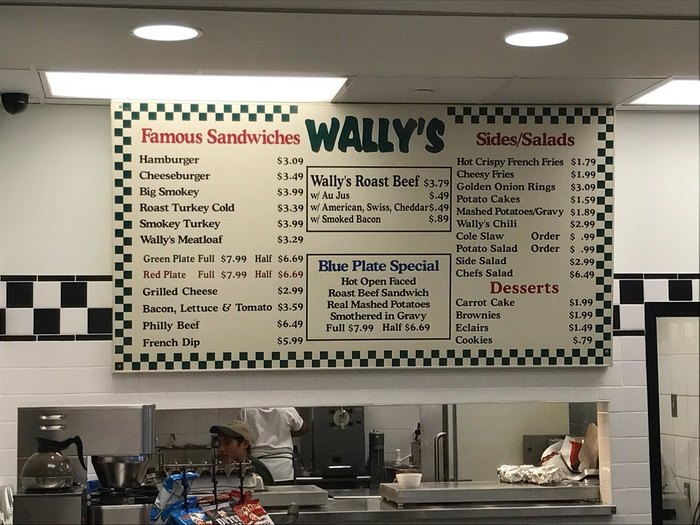 WALLY'S
Famous Sandwiches
Hamburger $3.09
Cheeseburger $3.49
Big Smokey $3.99
Roast Turkey Cold $3.39
Smokey Turkey $3.99
Wally's Meatloaf $3.29
Green Plate Full $7.99 Half $6.69
Red Plate Full $7.99 Half $6.69
Grilled Cheese $2.99
Bacon, Lettuce & Tomato $3.59
Philly Beef $6.49
French Dip $5.99
Wally's Roast Beef $3.79
w/ Au Jus $.49
w/ American, Swiss, Cheddar $.49
w/ Smoked Bacon $.89
Blue Plate Special
Hot Open Faced
Roast Beef Sandwich
Real Mashed Potatoes
Smothered in Gravy
Full $7.99 Half $6.69
Sides/Salads
Hot Crispy French Fries $1.79
Cheesy Fries $1.99
Golden Onion Rings $3.09
Potato Cakes $1.59
Mashed Potatoes/Gravy $1.89
Wally's Chili $2.99
Cole Slaw Order $ .99
Potato Salad Order $ .99
Side Salad $2.99
Chefs Salad $6.49
Desserts
Carrot Cake $1.99
Brownies $1.99
Eclairs $1.49
Cookies $.79